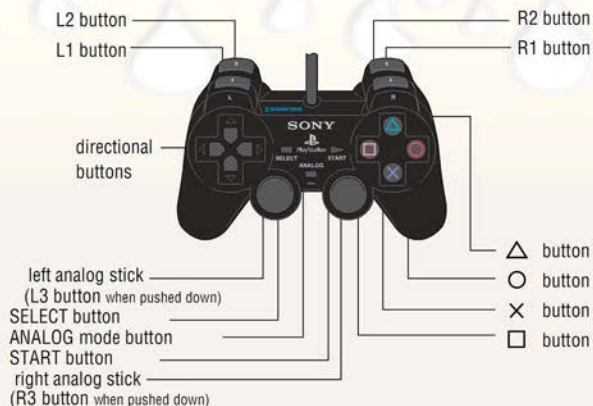 L2 button
L1 button
R2 button
R1 button
L
R
SONY
PlayStation
SELECT
START
ANALOG
directional
buttons
left analog stick
(L3 button when pushed down)
SELECT button
ANALOG mode button
START button
right analog stick
(R3 button when pushed down)
△ button
○ button
× button
□ button